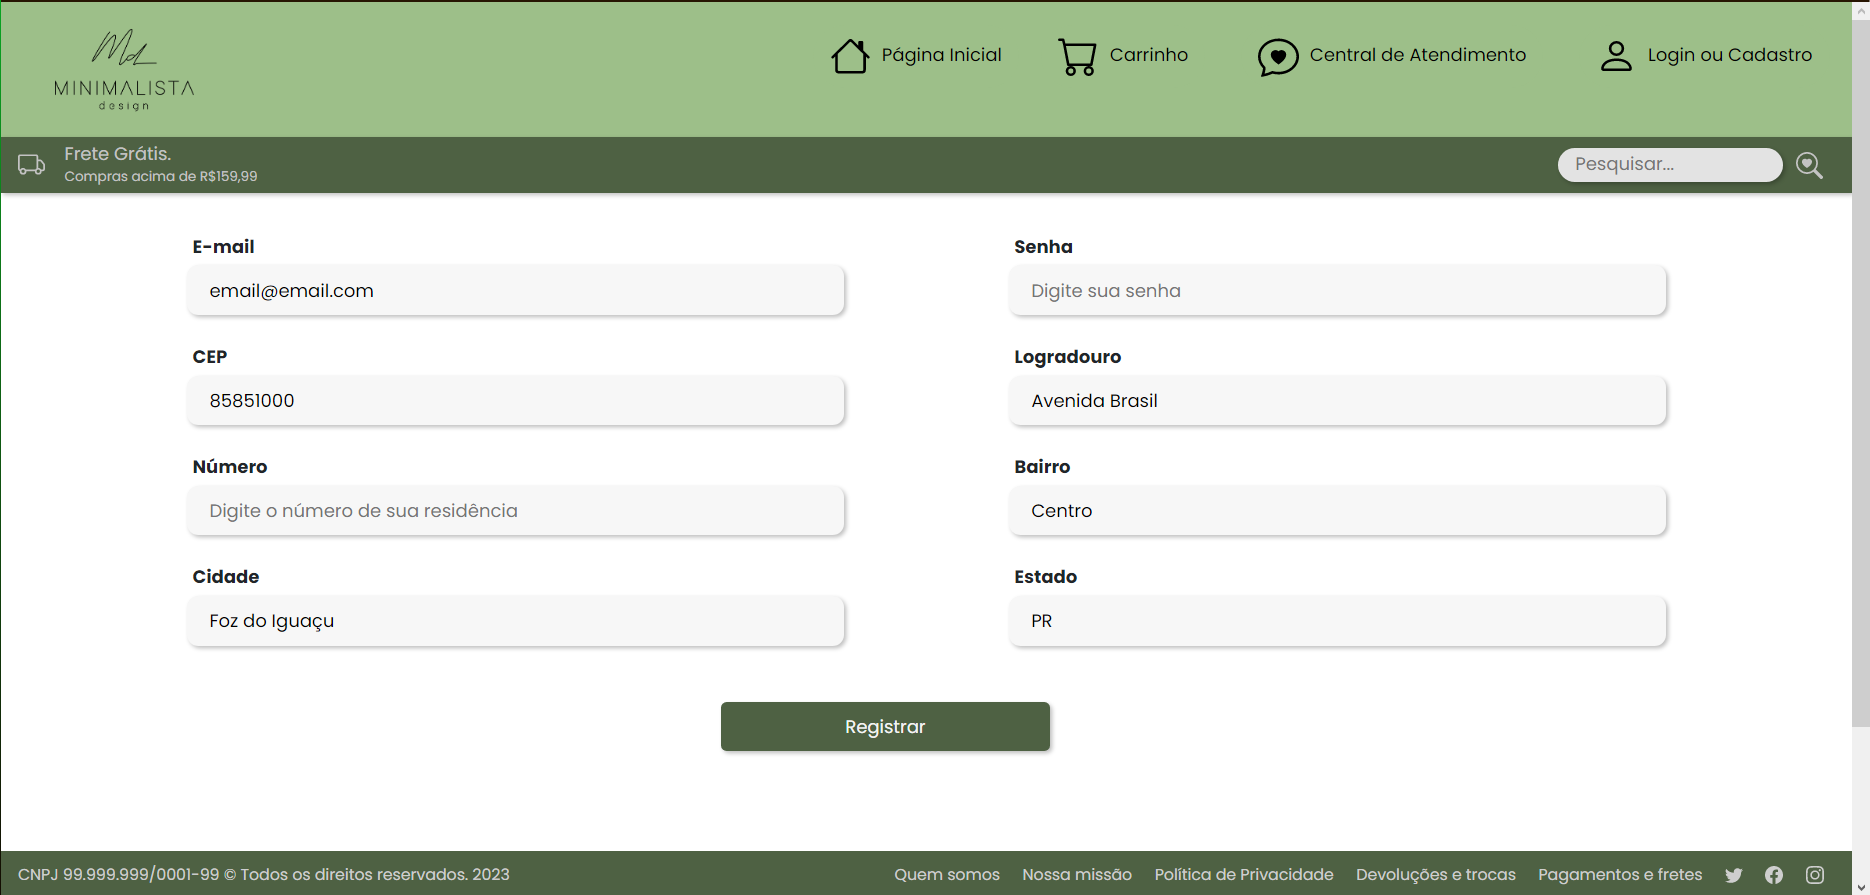 Md
MINIMALISTA
design
Página Inicial
Carrinho
Central de Atendimento
Login ou Cadastro
Frete Grátis.
Compras acima de R$159,99
Pesquisar...
E-mail
email@email.com
Senha
Digite sua senha
CEP
85851000
Logradouro
Avenida Brasil
Número
Digite o número de sua residência
Bairro
Centro
Cidade
Foz do Iguaçu
Estado
PR
Registrar
CNPJ 99.999.999/0001-99 © Todos os direitos reservados. 2023
Quem somos
Nossa missão
Política de Privacidade
Devoluções e trocas
Pagamentos e fretes